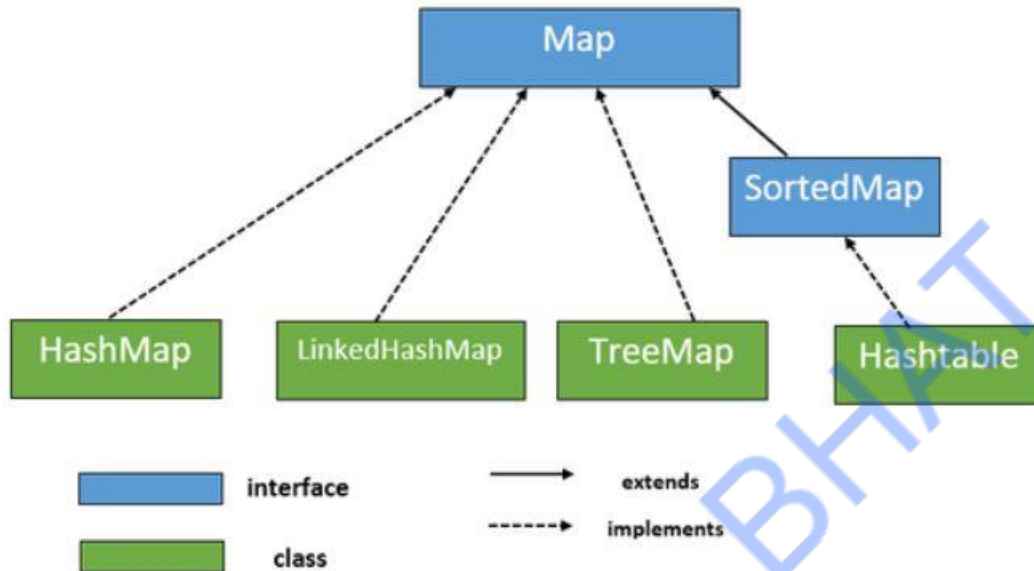 Map
SortedMap
HashMap
LinkedHashMap
TreeMap
Hashtable
interface
extends
implements
class
BHAT